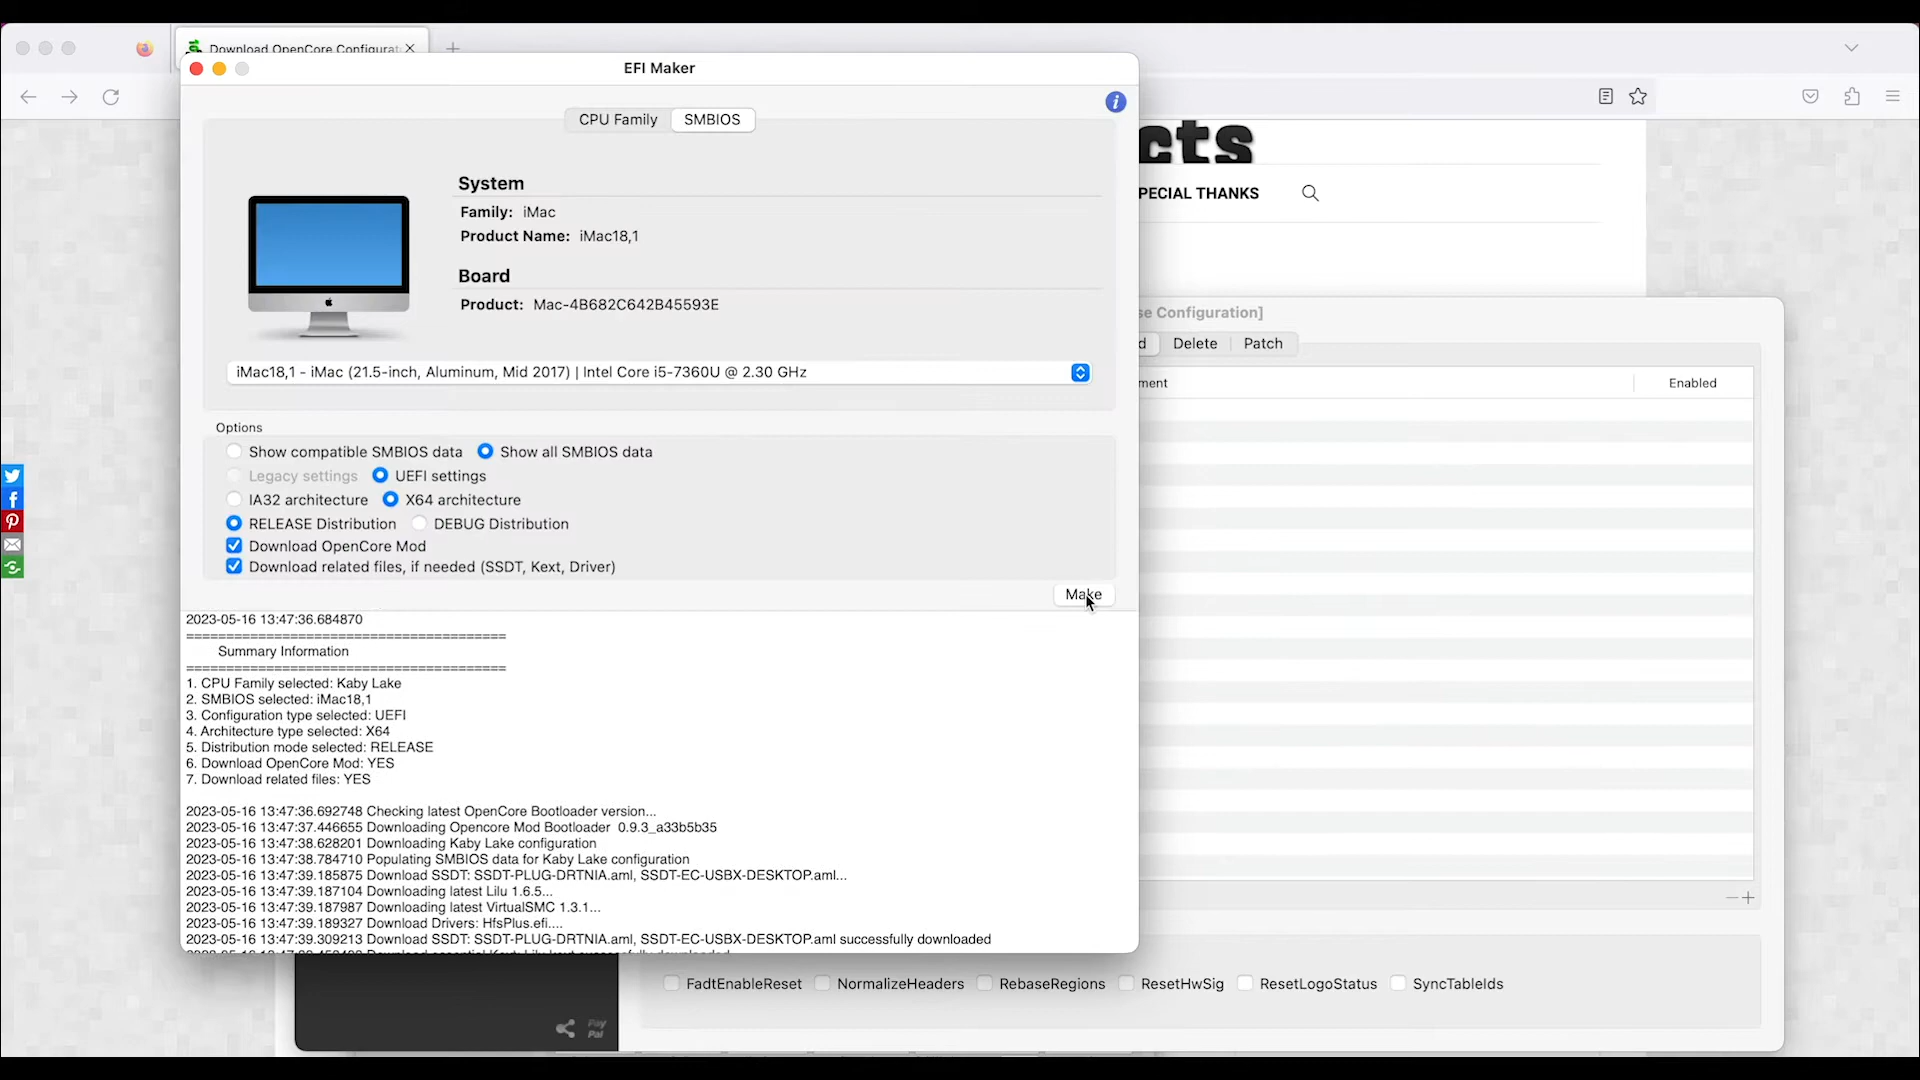 Download OpenCore Configurat
EFI Maker
CPU Family
SMBIOS
System
Family: iMac
Product Name: iMac18,1
Board
Product: Mac-4B682C642B45593E
iMac18,1 - iMac (21.5-inch, Aluminum, Mid 2017) | Intel Core i5-7360U @ 2.30 GHz
Options
Show compatible SMBIOS data
Show all SMBIOS data
Legacy settings
UEFI settings
IA32 architecture
X64 architecture
RELEASE Distribution
DEBUG Distribution
Download OpenCore Mod
Download related files, if needed (SSDT, Kext, Driver)
Make
2023-05-16 13:47:36.684870
========================================
Summary Information
========================================
1. CPU Family selected: Kaby Lake
2. SMBIOS selected: iMac18,1
3. Configuration type selected: UEFI
4. Architecture type selected: X64
5. Distribution mode selected: RELEASE
6. Download OpenCore Mod: YES
7. Download related files: YES
2023-05-16 13:47:36.692748 Checking latest OpenCore Bootloader version...
2023-05-16 13:47:37.446655 Downloading Opencore Mod Bootloader 0.9.3_a33b5b35
2023-05-16 13:47:38.628201 Downloading Kaby Lake configuration
2023-05-16 13:47:38.784710 Populating SMBIOS data for Kaby Lake configuration
2023-05-16 13:47:39.185875 Download SSDT: SSDT-PLUG-DRTNIA.aml, SSDT-EC-USBX-DESKTOP.aml...
2023-05-16 13:47:39.187104 Downloading latest Lilu 1.6.5...
2023-05-16 13:47:39.187987 Downloading latest VirtualSMC 1.3.1...
2023-05-16 13:47:39.189327 Download Drivers: HfsPlus.efi....
2023-05-16 13:47:39.309213 Download SSDT: SSDT-PLUG-DRTNIA.aml, SSDT-EC-USBX-DESKTOP.aml successfully downloaded
cts
PECIAL THANKS
se Configuration]
d
Delete
Patch
ment
Enabled
FadtEnableReset
NormalizeHeaders
RebaseRegions
ResetHwSig
ResetLogoStatus
SyncTableIds
Pay
Pal